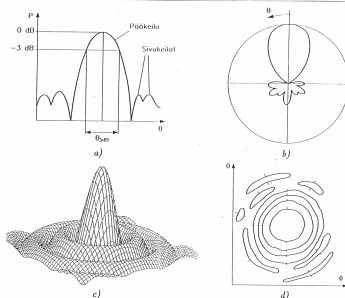 P
0 dB
-3 dB
Pääkeila
Sivukeilat
θ
θ3dB
a)
θ
b)
c)
θ
ϕ
d)